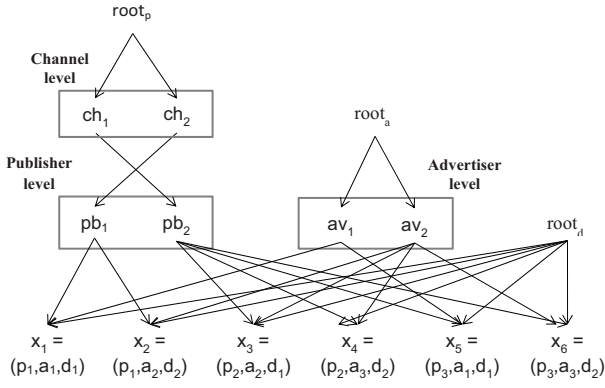 root_p
Channel
level
ch_1 ch_2
root_a
Publisher
level
Advertiser
level
pb_1 pb_2 av_1 av_2 root_d
x_1 = x_2 = x_3 = x_4 = x_5 = x_6 =
(p_1,a_1,d_1) (p_1,a_2,d_2) (p_2,a_2,d_1) (p_2,a_3,d_2) (p_3,a_1,d_1) (p_3,a_3,d_2)